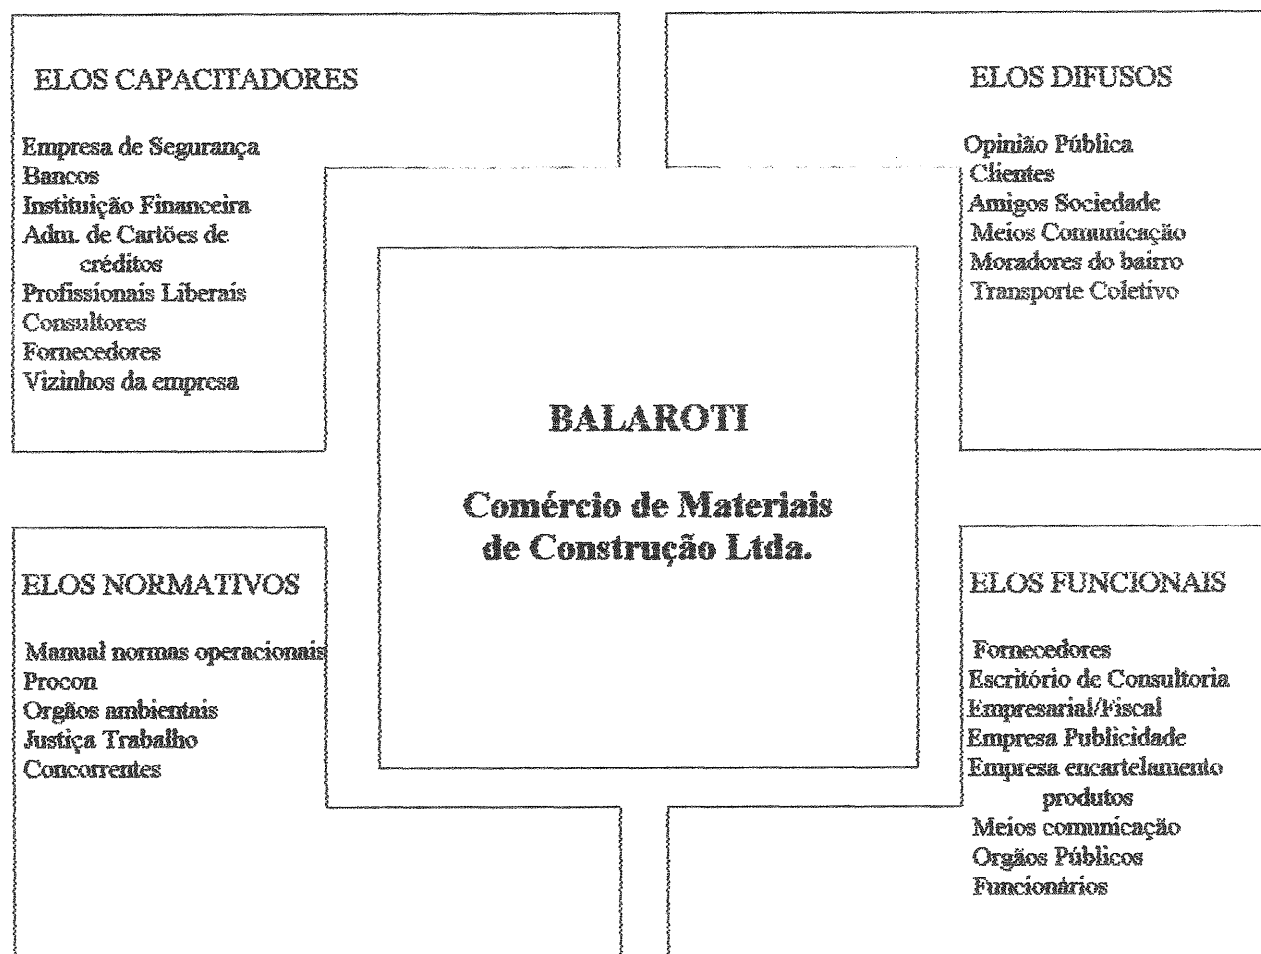 ELOS CAPACITADORES
Empresa de Segurança
Bancos
Instituição Financeira
Adm. de Cartões de
créditos
Profissionais Liberais
Consultores
Fornecedores
Vizinhos da empresa
ELOS DIFUSOS
Opinião Pública
Clientes
Amigos Sociedade
Meios Comunicação
Moradores do bairro
Transporte Coletivo
BALAROTI
Comércio de Materiais
de Construção Ltda.
ELOS NORMATIVOS
Manual normas operacionais
Procon
Orgãos ambientais
Justiça Trabalho
Concorrentes
ELOS FUNCIONAIS
Fornecedores
Escritório de Consultoria
Empresarial/Fiscal
Empresa Publicidade
Empresa encartelamento
produtos
Meios comunicação
Orgãos Públicos
Funcionários